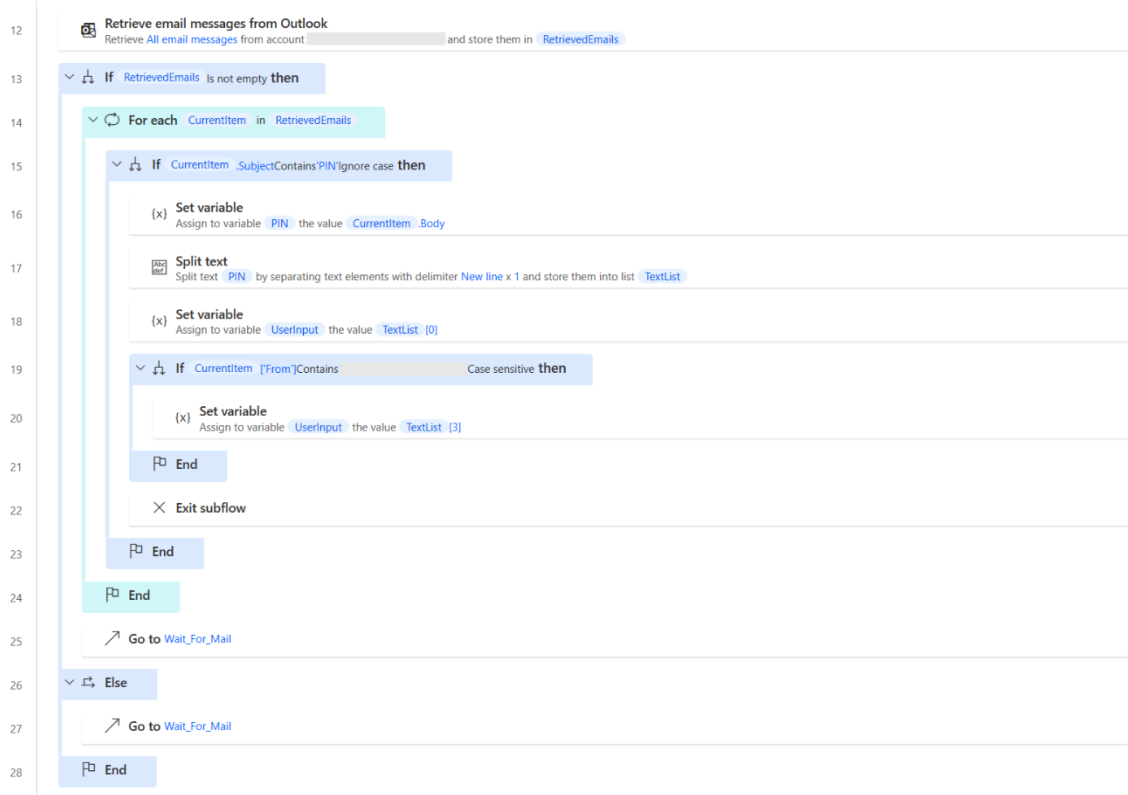 12 Retrieve email messages from Outlook
Retrieve All email messages from account and store them in RetrievedEmails
13 If RetrievedEmails Is not empty then
14 For each CurrentItem in RetrievedEmails
15 If CurrentItem .SubjectContains'PIN'Ignore case then
16 {x} Set variable
Assign to variable PIN the value CurrentItem .Body
17 Abc def Split text
Split text PIN by separating text elements with delimiter New line x 1 and store them into list TextList
18 {x} Set variable
Assign to variable UserInput the value TextList [0]
19 If CurrentItem ['From']Contains' Case sensitive then
20 {x} Set variable
Assign to variable UserInput the value TextList [3]
21 End
22 Exit subflow
23 End
24 End
25 Go to Wait_For_Mail
26 Else
27 Go to Wait_For_Mail
28 End